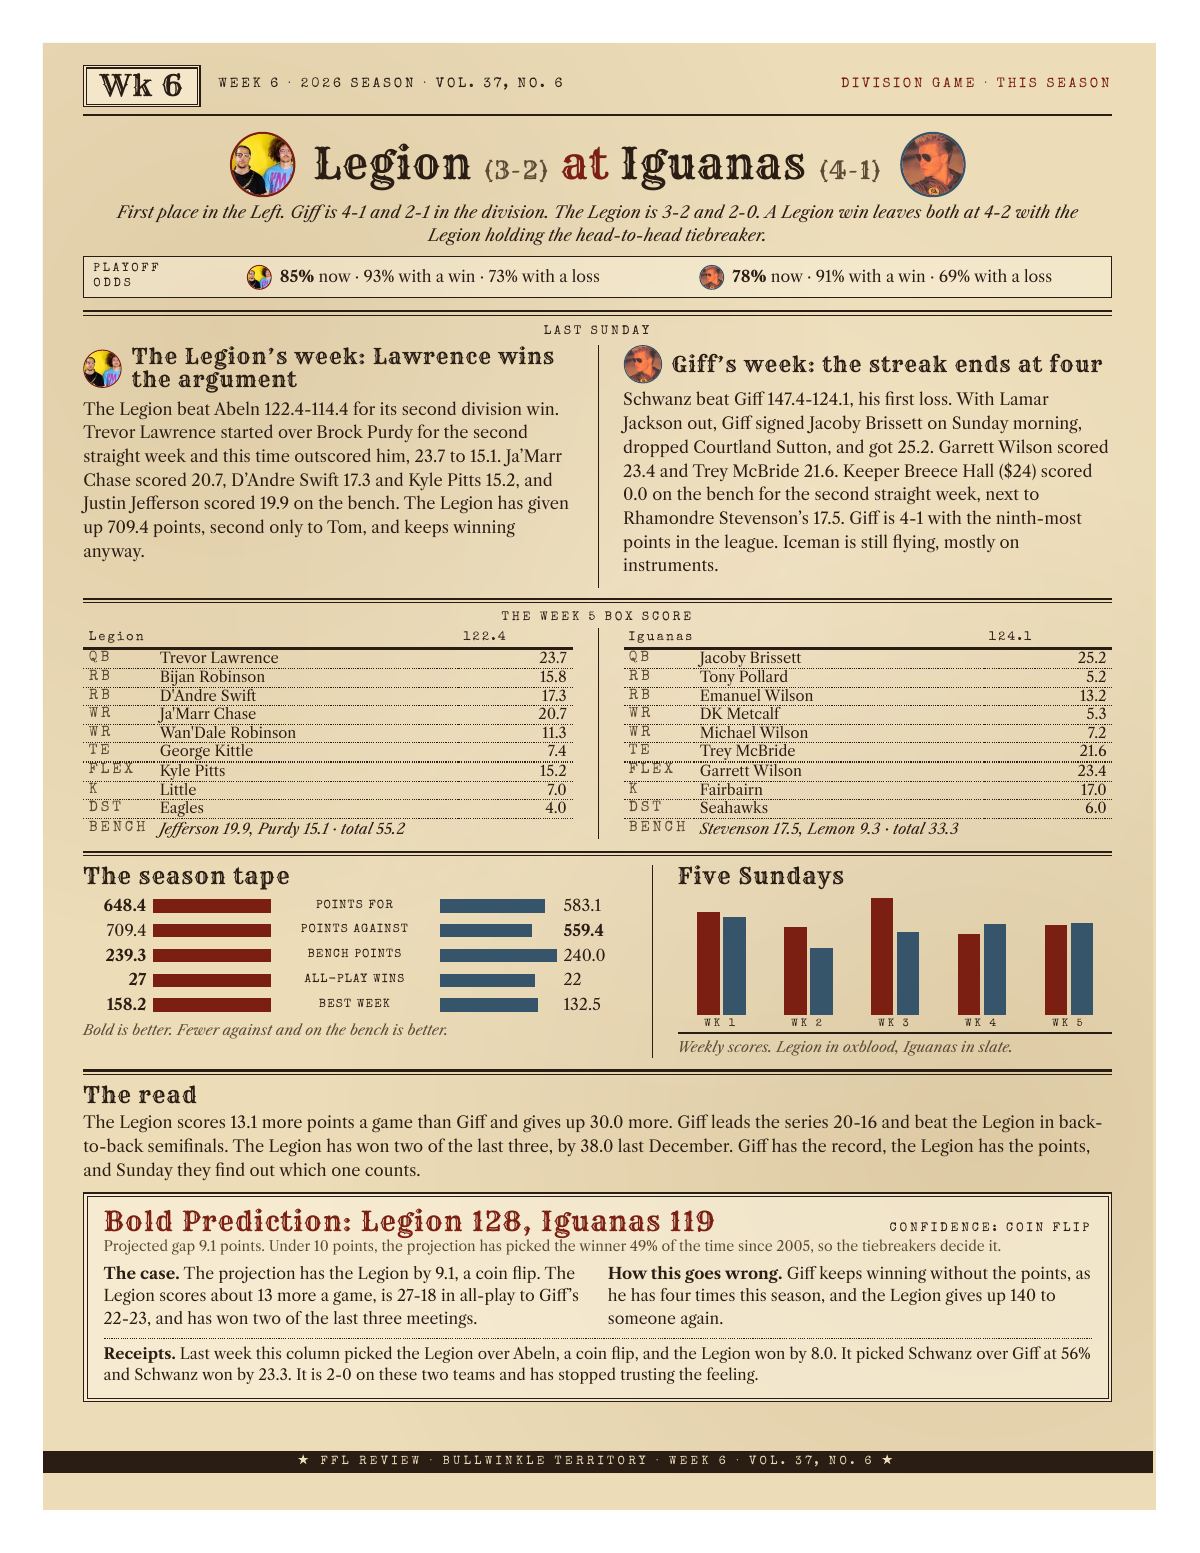 Wk 6
WEEK 6 · 2026 SEASON · VOL. 37, NO. 6
DIVISION GAME · THIS SEASON
Legion (3-2) at Iguanas (4-1)
First place in the Left. Giff is 4-1 and 2-1 in the division. The Legion is 3-2 and 2-0. A Legion win leaves both at 4-2 with the
Legion holding the head-to-head tiebreaker.
PLAYOFF
ODDS
85% now · 93% with a win · 73% with a loss
78% now · 91% with a win · 69% with a loss
LAST SUNDAY
The Legion's week: Lawrence wins
the argument
The Legion beat Abeln 122.4-114.4 for its second division win.
Trevor Lawrence started over Brock Purdy for the second
straight week and this time outscored him, 23.7 to 15.1. Ja'Marr
Chase scored 20.7, D'Andre Swift 17.3 and Kyle Pitts 15.2, and
Justin Jefferson scored 19.9 on the bench. The Legion has given
up 709.4 points, second only to Tom, and keeps winning
anyway.
Giff's week: the streak ends at four
Schwanz beat Giff 147.4-124.1, his first loss. With Lamar
Jackson out, Giff signed Jacoby Brissett on Sunday morning,
dropped Courtland Sutton, and got 25.2. Garrett Wilson scored
23.4 and Trey McBride 21.6. Keeper Breece Hall ($24) scored
0.0 on the bench for the second straight week, next to
Rhamondre Stevenson's 17.5. Giff is 4-1 with the ninth-most
points in the league. Iceman is still flying, mostly on
instruments.
THE WEEK 5 BOX SCORE
Legion 122.4
QB Trevor Lawrence 23.7
RB Bijan Robinson 15.8
RB D'Andre Swift 17.3
WR Ja'Marr Chase 20.7
WR Wan'Dale Robinson 11.3
TE George Kittle 7.4
FLEX Kyle Pitts 15.2
K Little 7.0
DST Eagles 4.0
BENCH Jefferson 19.9, Purdy 15.1 · total 55.2
Iguanas 124.1
QB Jacoby Brissett 25.2
RB Tony Pollard 5.2
RB Emanuel Wilson 13.2
WR DK Metcalf 5.3
WR Michael Wilson 7.2
TE Trey McBride 21.6
FLEX Garrett Wilson 23.4
K Fairbairn 17.0
DST Seahawks 6.0
BENCH Stevenson 17.5, Lemon 9.3 · total 33.3
The season tape
648.4 POINTS FOR 583.1
709.4 POINTS AGAINST 559.4
239.3 BENCH POINTS 240.0
27 ALL-PLAY WINS 22
158.2 BEST WEEK 132.5
Bold is better. Fewer against and on the bench is better.
Five Sundays
WK 1 WK 2 WK 3 WK 4 WK 5
Weekly scores. Legion in oxblood, Iguanas in slate.
The read
The Legion scores 13.1 more points a game than Giff and gives up 30.0 more. Giff leads the series 20-16 and beat the Legion in back-
to-back semifinals. The Legion has won two of the last three, by 38.0 last December. Giff has the record, the Legion has the points,
and Sunday they find out which one counts.
Bold Prediction: Legion 128, Iguanas 119
CONFIDENCE: COIN FLIP
Projected gap 9.1 points. Under 10 points, the projection has picked the winner 49% of the time since 2005, so the tiebreakers decide it.
The case. The projection has the Legion by 9.1, a coin flip. The
Legion scores about 13 more a game, is 27-18 in all-play to Giff's
22-23, and has won two of the last three meetings.
How this goes wrong. Giff keeps winning without the points, as
he has four times this season, and the Legion gives up 140 to
someone again.
Receipts. Last week this column picked the Legion over Abeln, a coin flip, and the Legion won by 8.0. It picked Schwanz over Giff at 56%
and Schwanz won by 23.3. It is 2-0 on these two teams and has stopped trusting the feeling.
★ FFL REVIEW · BULLWINKLE TERRITORY · WEEK 6 · VOL. 37, NO. 6 ★